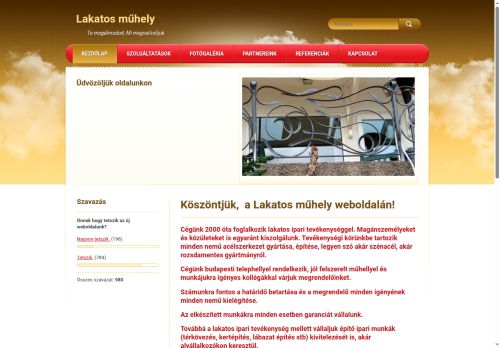 Lakatos műhely
Te megálmodod, Mi megvalósítjuk
KEZDŐLAP
SZOLGÁLTATÁSOK
FOTÓGALÉRIA
PARTNEREINK
REFERENCIÁK
KAPCSOLAT
Üdvözöljük oldalunkon
Szavazás
Önnek hogy tetszik az új
weboldalunk?
Nagyon tetszik. (196)
Tetszik. (784)
Összes szavazat: 980
Köszöntjük,  a Lakatos műhely weboldalán!
Cégünk 2000 óta foglalkozik lakatos ipari tevékenységgel. Magánszemélyeket
és közületeket is egyaránt kiszolgálunk. Tevékenységi körünkbe tartozik
minden nemű acélszerkezet gyártása, építése, legyen szó akár szénacél, akár
rozsdamentes gyártmányról.
Cégünk budapesti telephellyel rendelkezik, jól felszerelt műhellyel és
munkájukra igényes kollégákkal várjuk megrendelőinket.
Számunkra fontos a határidő betartása és a megrendelő minden igényének
minden nemű kielégítése.
Az elkészített munkákra minden esetben garanciát vállalunk.
Továbbá a lakatos ipari tevékenység mellett vállaljuk építő ipari munkák
(térkövezés, kertépítés, lábazat építés stb) kivitelezését is, akár
alvállalkozóken keresztül.